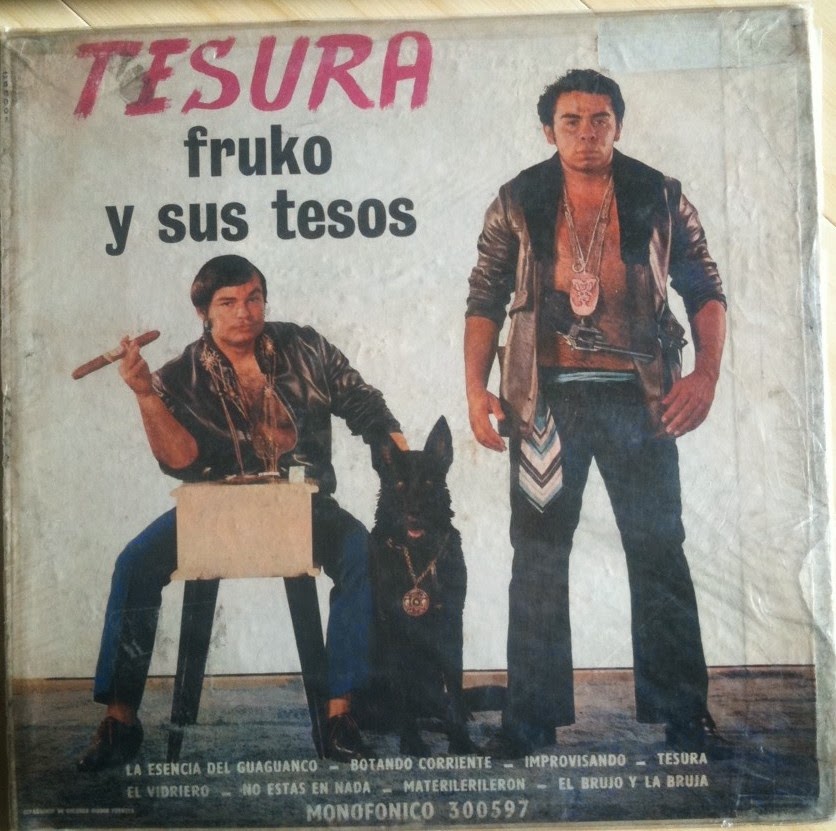 TESURA
fruko
y sus tesos
LA ESENCIA DEL GUAGUANCO – BOTANDO CORRIENTE – IMPROVISANDO – TESURA
EL VIDRIERO – NO ESTAS EN NADA – MATERILERILERON – EL BRUJO Y LA BRUJA
MONOFONICO 300597